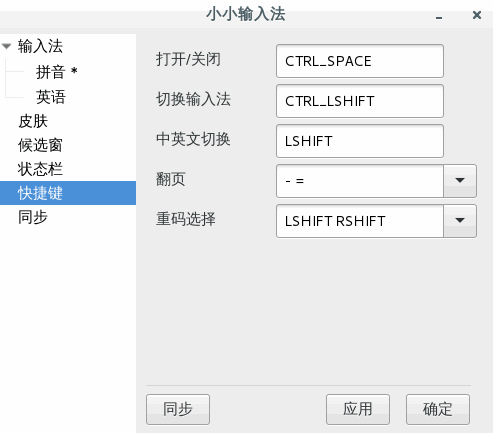 小小输入法
输入法
拼音 *
英语
皮肤
候选窗
状态栏
快捷键
同步
打开/关闭 CTRL_SPACE
切换输入法 CTRL_LSHIFT
中英文切换 LSHIFT
翻页 - =
重码选择 LSHIFT RSHIFT
同步 应用 确定